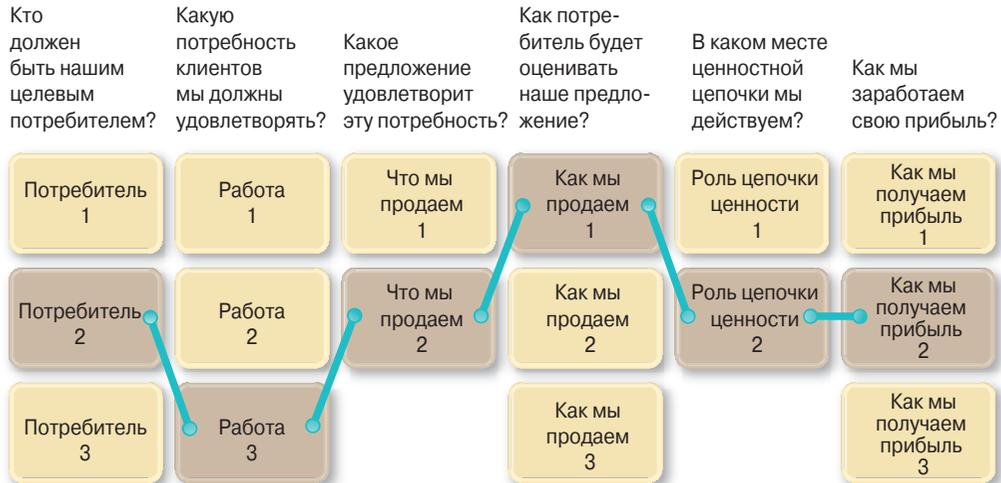 Кто
должен
быть нашим
целевым
потребителем?
Какую
потребность
клиентов
мы должны
удовлетворять?
Какое
предложение
удовлетворит
эту потребность?
Как потре-
битель будет
оценивать
наше предло-
жение?
В каком месте
ценностной
цепочки мы
действуем?
Как мы
заработаем
свою прибыль?
Потребитель
1
Работа
1
Что мы
продаем
1
Как мы
продаем
1
Роль цепочки
ценности
1
Как мы
получаем
прибыль
1
Потребитель
2
Работа
2
Что мы
продаем
2
Как мы
продаем
2
Роль цепочки
ценности
2
Как мы
получаем
прибыль
2
Потребитель
3
Работа
3
Как мы
продаем
3
Как мы
получаем
прибыль
3